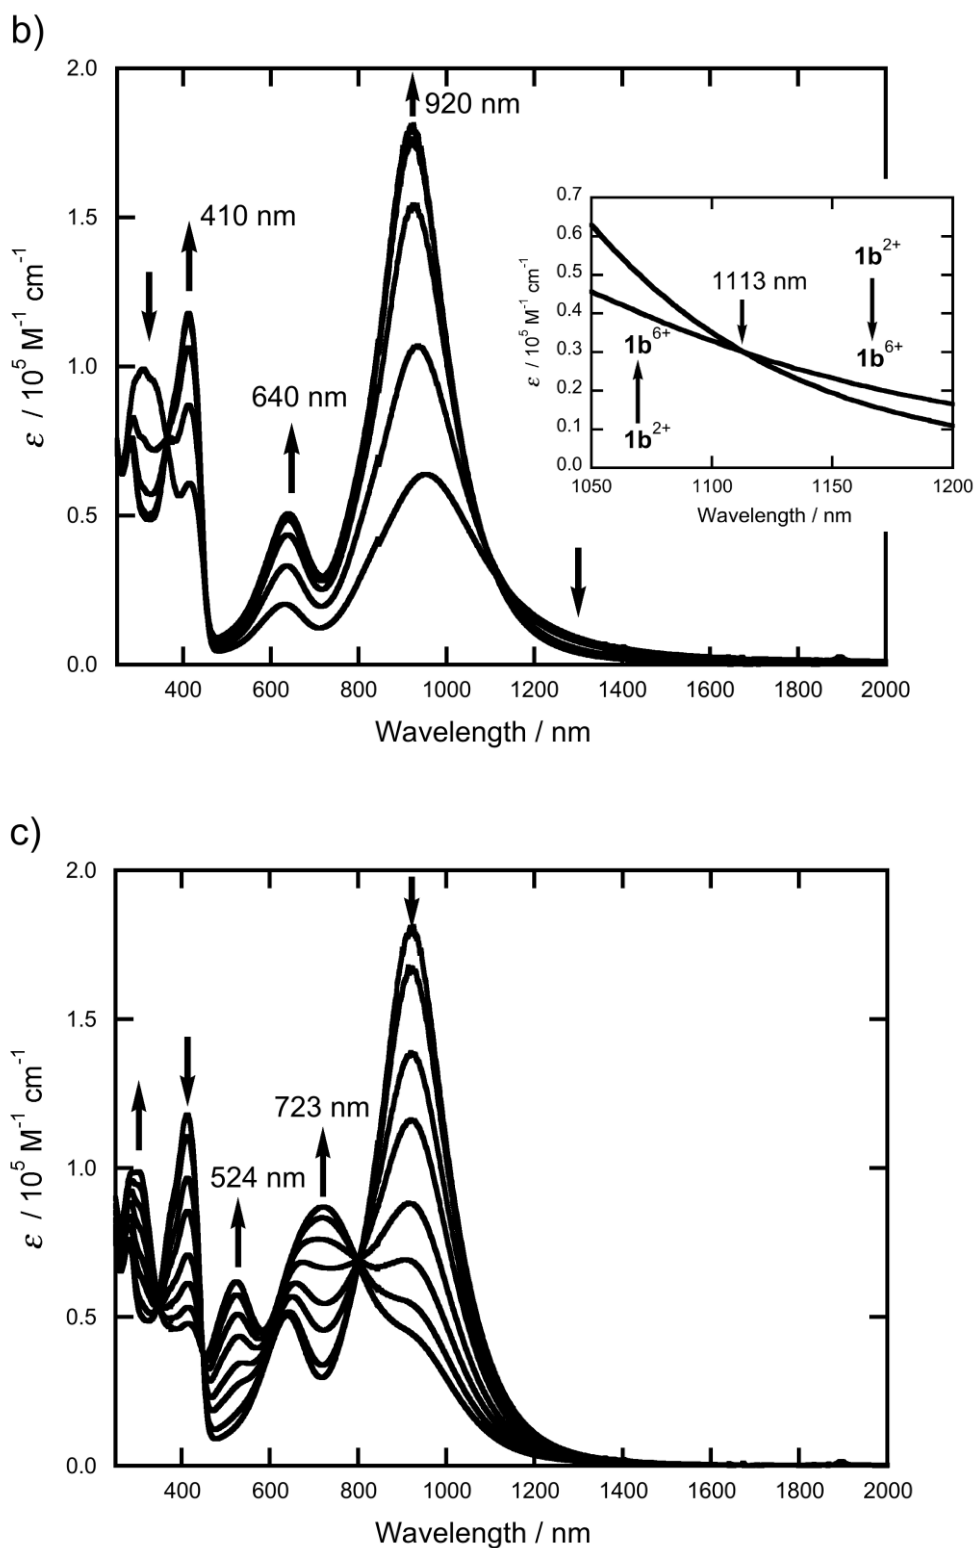 b)
2.0
920 nm
410 nm
1.5
ε / 10⁵ M⁻¹ cm⁻¹
1.0
640 nm
0.5
0.0
400 600 800 1000 1200 1400 1600 1800 2000
Wavelength / nm
0.7
0.6
0.5
0.4
0.3
0.2
0.1
0.0
ε / 10⁵ M⁻¹ cm⁻¹
1113 nm
1b²⁺
1b⁶⁺
1b⁶⁺
1b²⁺
1050 1100 1150 1200
Wavelength / nm
c)
2.0
1.5
ε / 10⁵ M⁻¹ cm⁻¹
723 nm
1.0
524 nm
0.5
0.0
400 600 800 1000 1200 1400 1600 1800 2000
Wavelength / nm